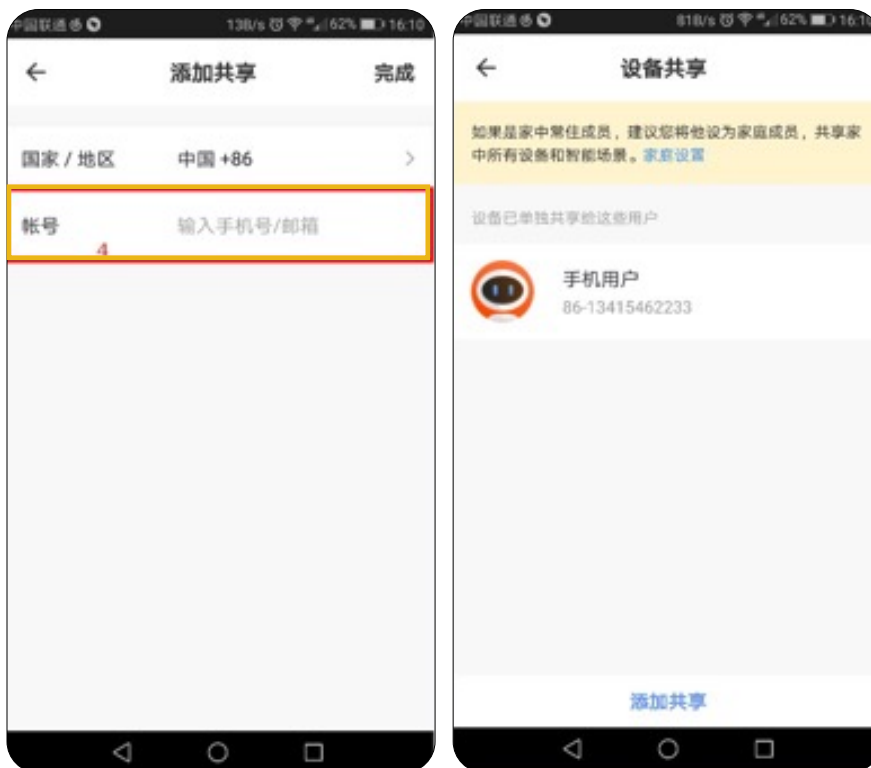 中国联通
13B/s
62%
16:10
添加共享
完成
国家 / 地区
中国 +86
帐号
输入手机号/邮箱
4
中国联通
81B/s
62%
16:10
设备共享
如果是家中常住成员，建议您将他设为家庭成员，共享家
中所有设备和智能场景。家庭设置
设备已单独共享给这些用户
手机用户
86-13415462233
添加共享